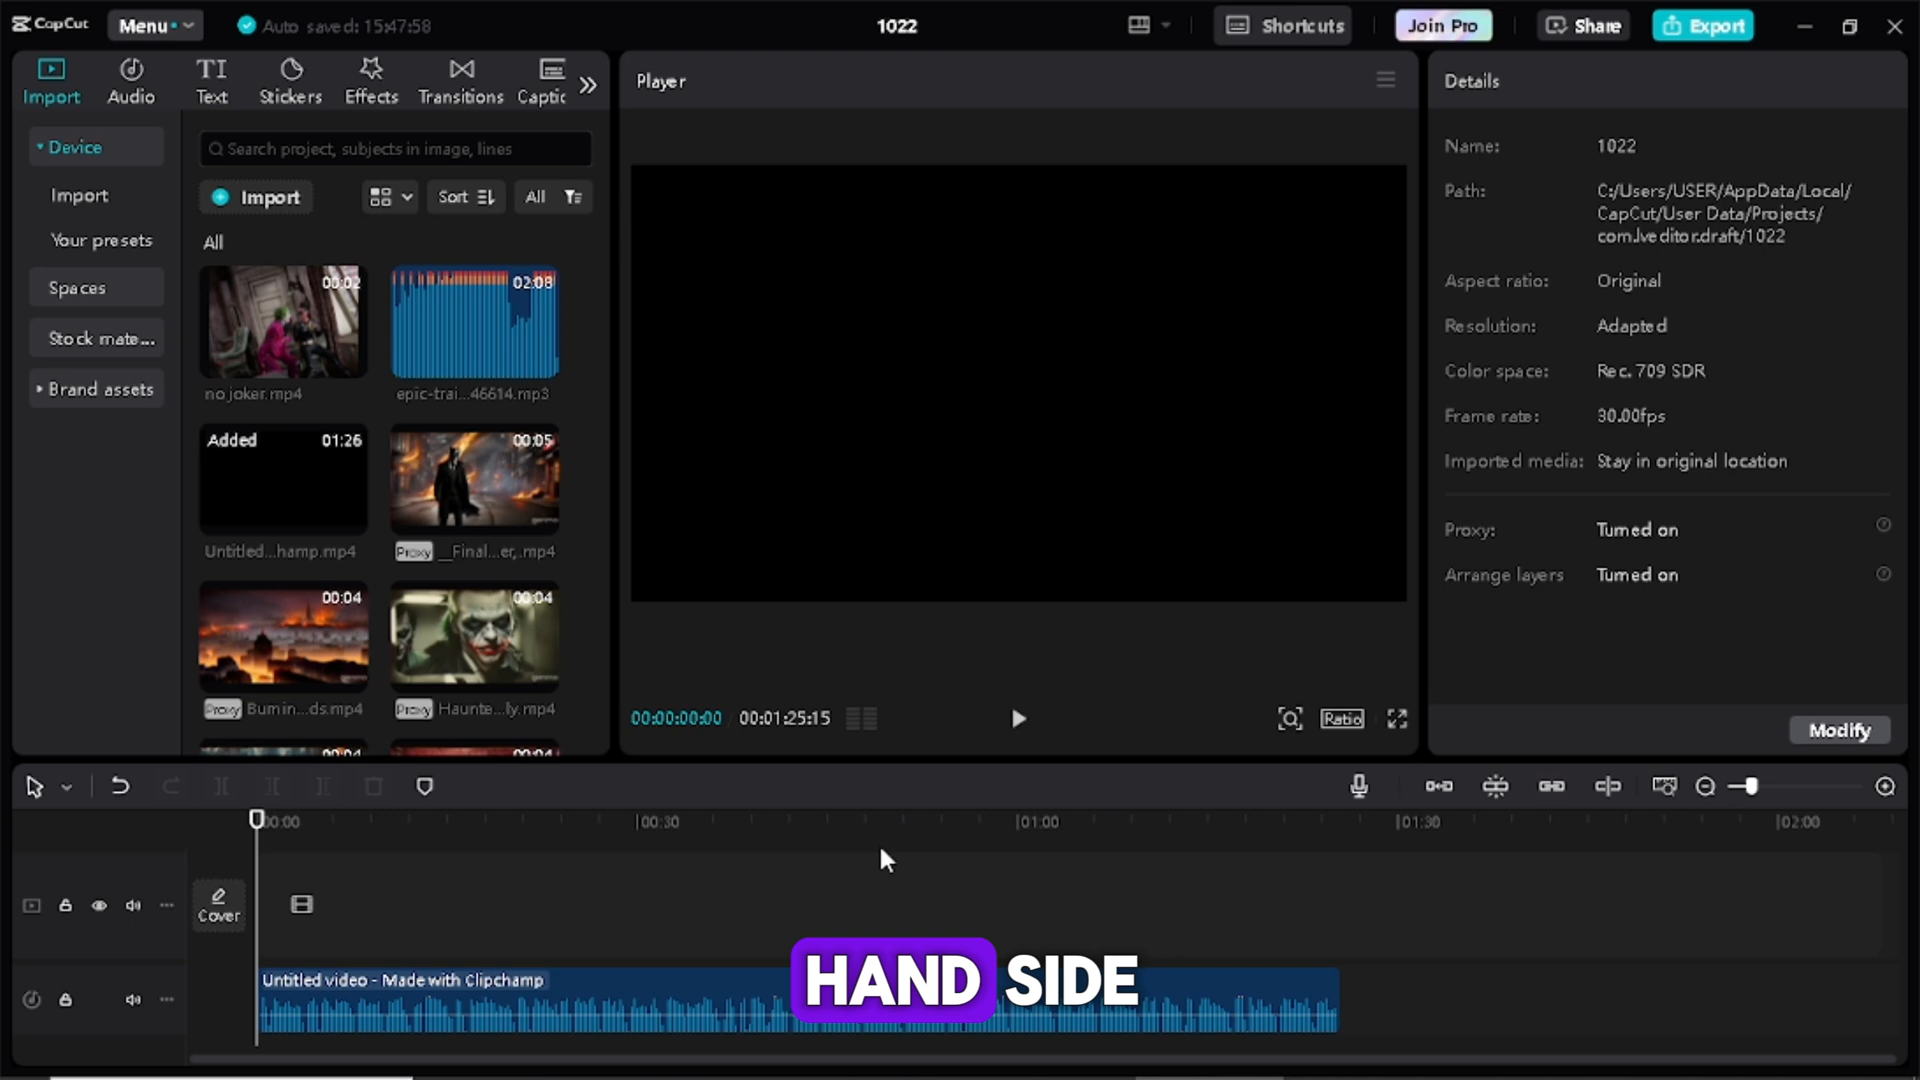 CapCut
Menu
Auto saved: 15:47:58
1022
Shortcuts
Join Pro
Share
Export
Import
Audio
TI
Text
Stickers
Effects
Transitions
Captic
Device
Import
Your presets
Spaces
Stock mate...
Brand assets
Search project, subjects in image, lines
Import
Sort
All
All
00:02
no joker.mp4
02:08
epic-trai...46614.mp3
Added
01:26
Untitled...hamp.mp4
00:05
Proxy
__Final...er,.mp4
00:04
Proxy
Burnin...ds.mp4
00:04
Proxy
Haunte...ly.mp4
00:04
00:04
Player
00:00:00:00
00:01:25:15
Ratio
Details
Name:
1022
Path:
C:/Users/USER/AppData/Local/
CapCut/User Data/Projects/
com.lveditor.draft/1022
Aspect ratio:
Original
Resolution:
Adapted
Color space:
Rec. 709 SDR
Frame rate:
30.00fps
Imported media:
Stay in original location
Proxy:
Turned on
Arrange layers
Turned on
Modify
00:00
00:30
01:00
01:30
02:00
Cover
Untitled video - Made with Clipchamp
HAND SIDE